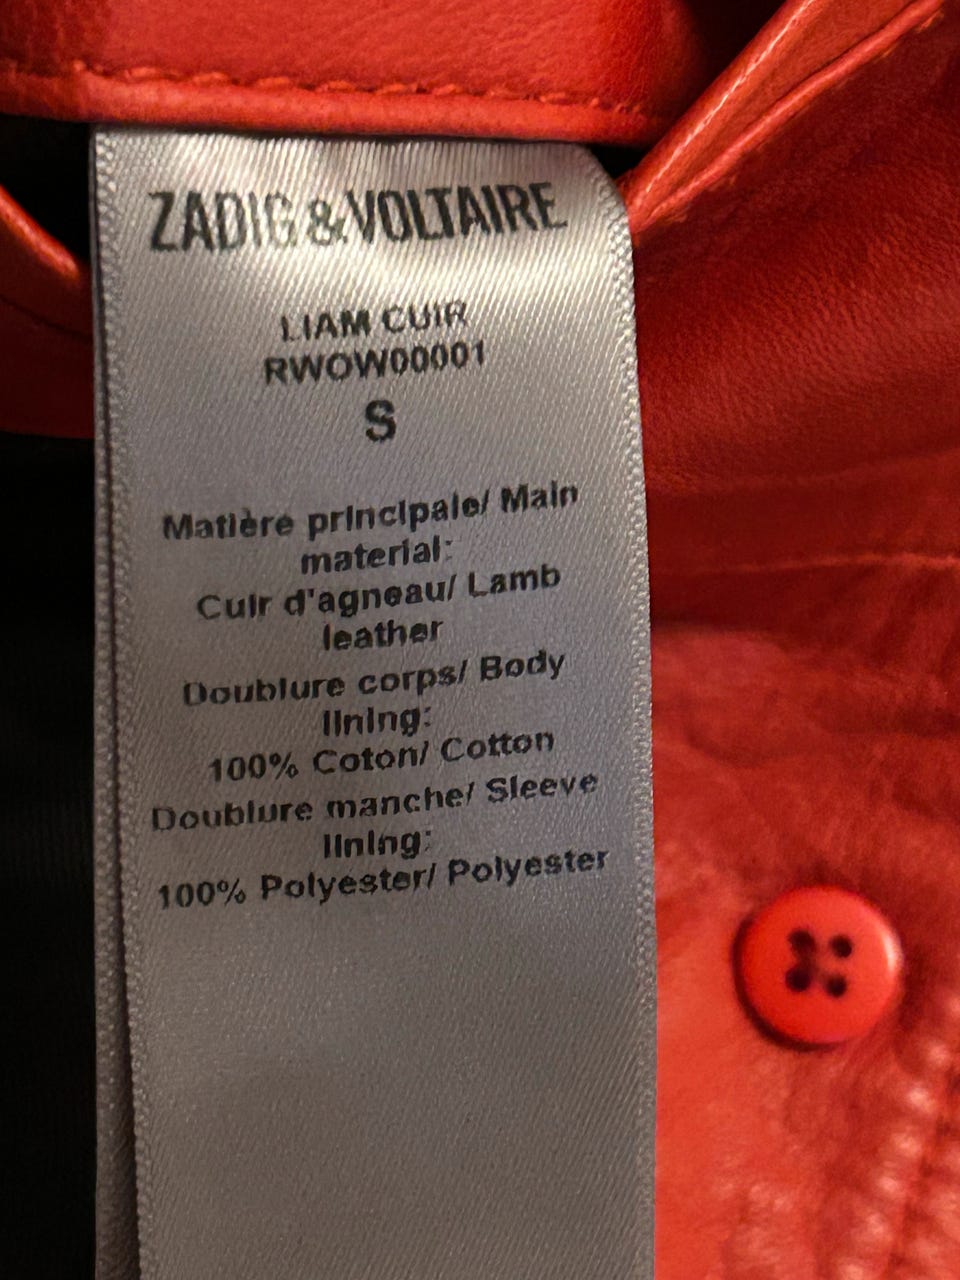 ZADIG & VOLTAIRE
LIAM CUIR
RWOW00001
S
Matière principale/ Main
material:
Cuir d'agneau/ Lamb
leather
Doublure corps/ Body
lining:
100% Coton/ Cotton
Doublure manche/ Sleeve
lining:
100% Polyester/ Polyester